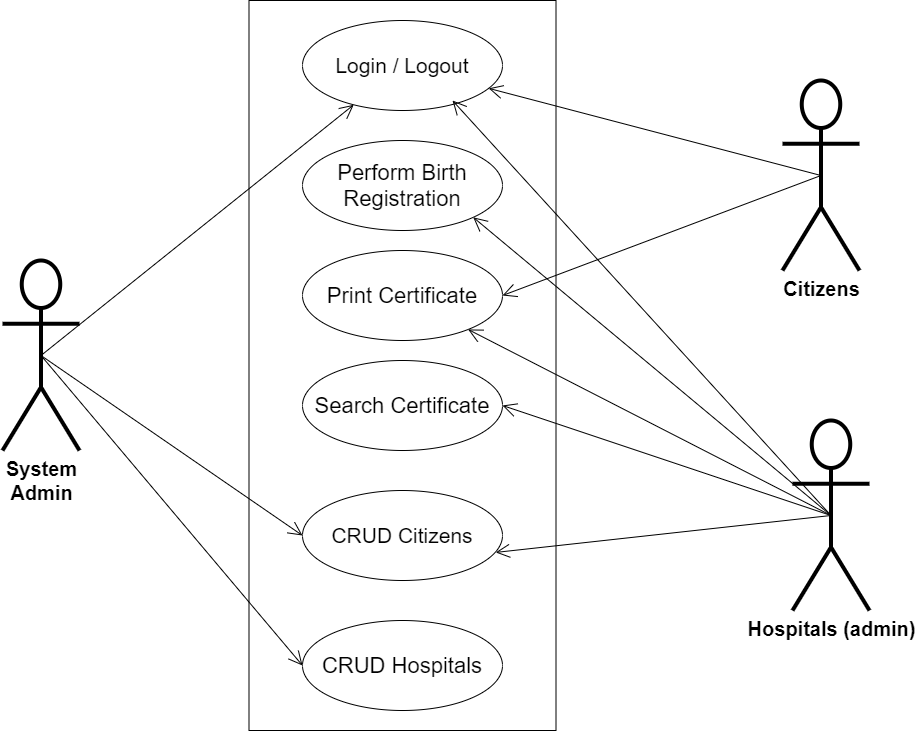 Login / Logout
Perform Birth
Registration
Print Certificate
Search Certificate
CRUD Citizens
CRUD Hospitals
System
Admin
Citizens
Hospitals (admin)